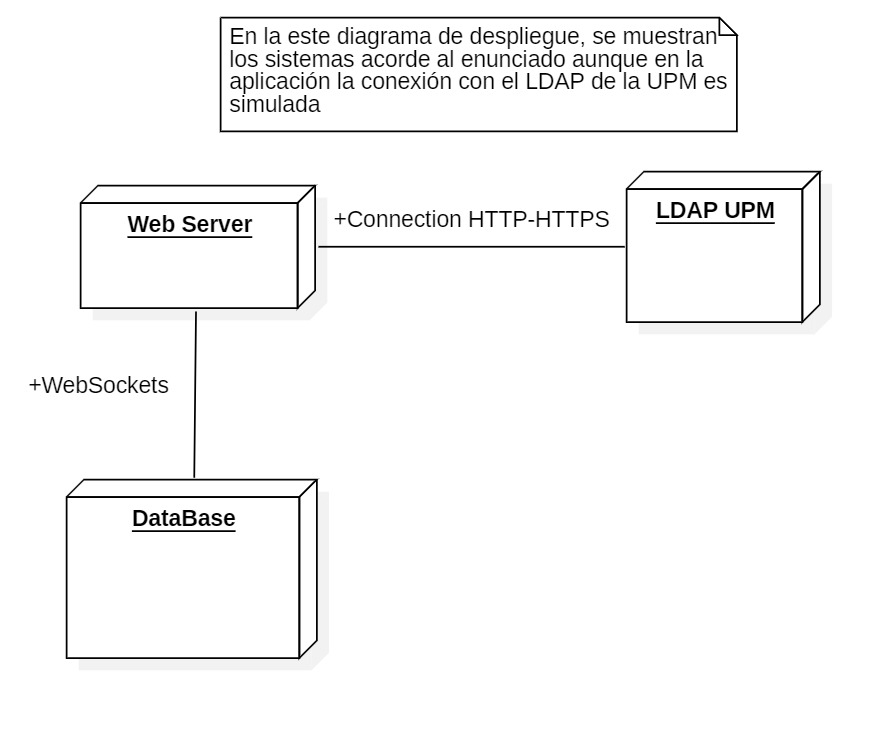 En la este diagrama de despliegue, se muestran
los sistemas acorde al enunciado aunque en la
aplicación la conexión con el LDAP de la UPM es
simulada
Web Server
+Connection HTTP-HTTPS
LDAP UPM
+WebSockets
DataBase